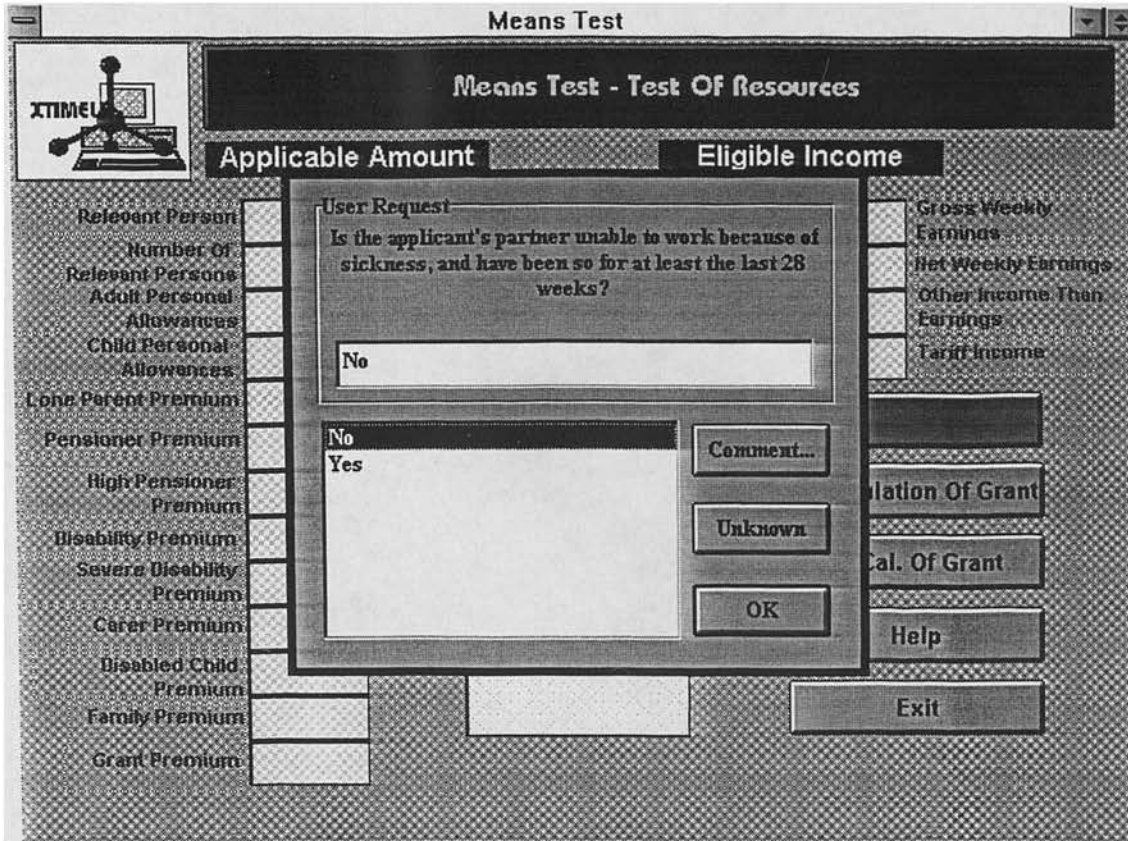 Means Test
XTIMEL
Means Test - Test Of Resources
Applicable Amount
Eligible Income
Relevant Person
Number Of
Relevant Persons
Adult Personal
Allowances
Child Personal
Allowences
Lone Parent Premium
Pensioner Premium
High Pensioner
Premium
Disability Premium
Severe Disability
Premium
Carer Premium
Disabled Child
Premium
Family Premium
Grant Premium
User Request
Is the applicant's partner unable to work because of
sickness, and have been so for at least the last 28
weeks?
No
No
Yes
Comment...
Unknown
OK
Gross Weekly
Earnings
Net Weekly Earnings
Other Income Than
Earnings
Tariff Income
lation Of Grant
Cal. Of Grant
Help
Exit